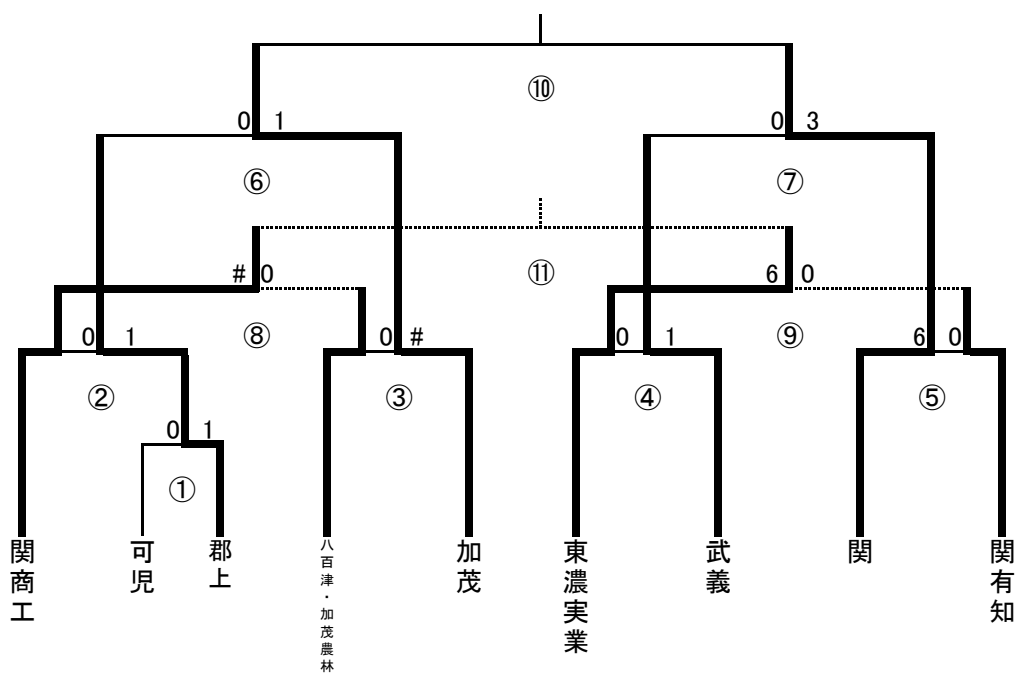 ⑩
0 1
0 3
⑥
⑦
# 0
⑪
6 0
0 1
⑧
0 #
0 1
⑨
6 0
②
③
④
⑤
0 1
①
関商工
可児
郡上
八百津・加茂農林
加茂
東濃実業
武義
関
関有知